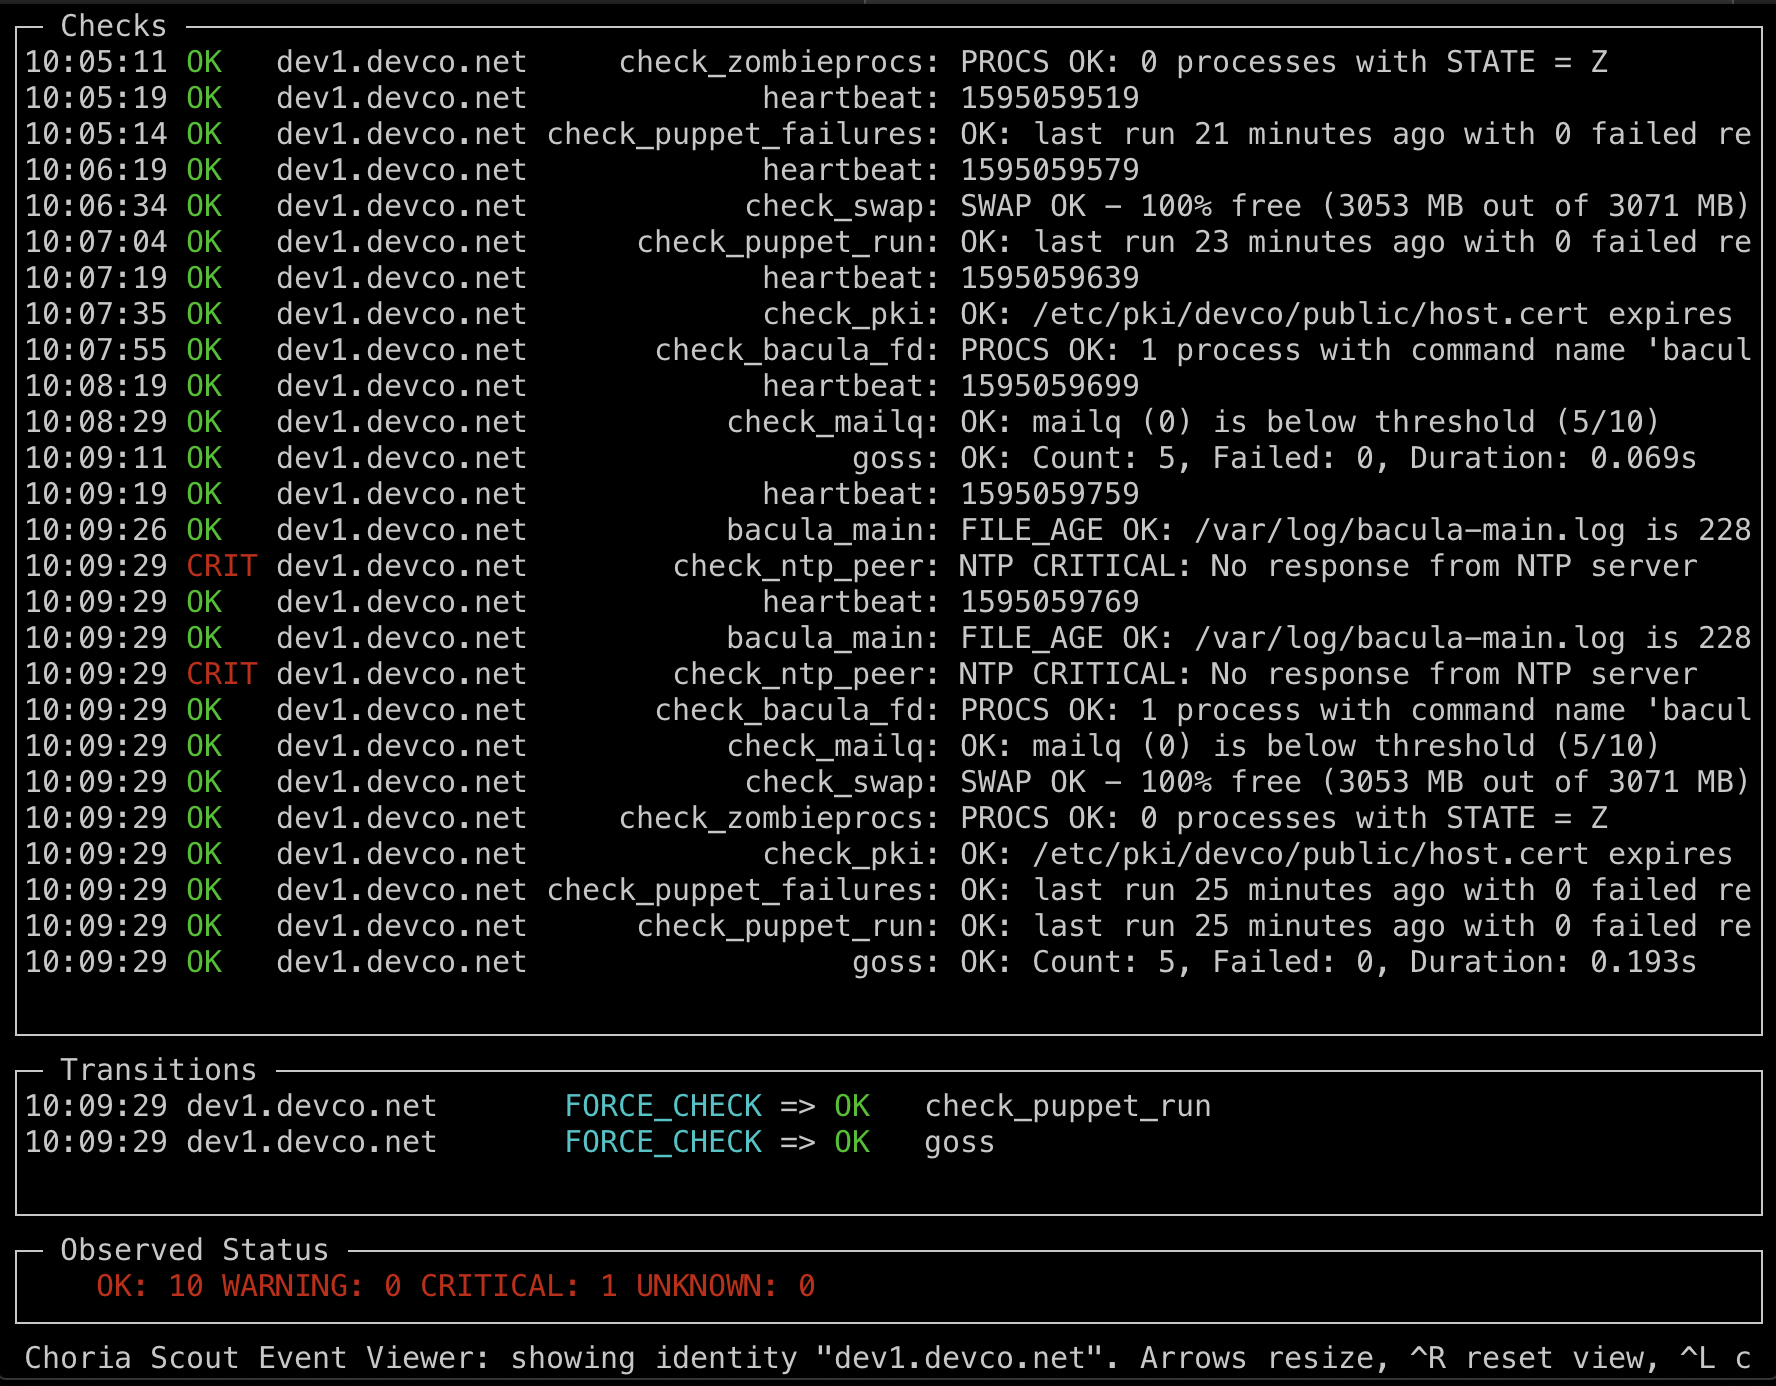 Checks
10:05:11 OK dev1.devco.net check_zombieprocs: PROCS OK: 0 processes with STATE = Z
10:05:19 OK dev1.devco.net heartbeat: 1595059519
10:05:14 OK dev1.devco.net check_puppet_failures: OK: last run 21 minutes ago with 0 failed re
10:06:19 OK dev1.devco.net heartbeat: 1595059579
10:06:34 OK dev1.devco.net check_swap: SWAP OK - 100% free (3053 MB out of 3071 MB)
10:07:04 OK dev1.devco.net check_puppet_run: OK: last run 23 minutes ago with 0 failed re
10:07:19 OK dev1.devco.net heartbeat: 1595059639
10:07:35 OK dev1.devco.net check_pki: OK: /etc/pki/devco/public/host.cert expires
10:07:55 OK dev1.devco.net check_bacula_fd: PROCS OK: 1 process with command name 'bacul
10:08:19 OK dev1.devco.net heartbeat: 1595059699
10:08:29 OK dev1.devco.net check_mailq: OK: mailq (0) is below threshold (5/10)
10:09:11 OK dev1.devco.net goss: OK: Count: 5, Failed: 0, Duration: 0.069s
10:09:19 OK dev1.devco.net heartbeat: 1595059759
10:09:26 OK dev1.devco.net bacula_main: FILE_AGE OK: /var/log/bacula-main.log is 228
10:09:29 CRIT dev1.devco.net check_ntp_peer: NTP CRITICAL: No response from NTP server
10:09:29 OK dev1.devco.net heartbeat: 1595059769
10:09:29 OK dev1.devco.net bacula_main: FILE_AGE OK: /var/log/bacula-main.log is 228
10:09:29 CRIT dev1.devco.net check_ntp_peer: NTP CRITICAL: No response from NTP server
10:09:29 OK dev1.devco.net check_bacula_fd: PROCS OK: 1 process with command name 'bacul
10:09:29 OK dev1.devco.net check_mailq: OK: mailq (0) is below threshold (5/10)
10:09:29 OK dev1.devco.net check_swap: SWAP OK - 100% free (3053 MB out of 3071 MB)
10:09:29 OK dev1.devco.net check_zombieprocs: PROCS OK: 0 processes with STATE = Z
10:09:29 OK dev1.devco.net check_pki: OK: /etc/pki/devco/public/host.cert expires
10:09:29 OK dev1.devco.net check_puppet_failures: OK: last run 25 minutes ago with 0 failed re
10:09:29 OK dev1.devco.net check_puppet_run: OK: last run 25 minutes ago with 0 failed re
10:09:29 OK dev1.devco.net goss: OK: Count: 5, Failed: 0, Duration: 0.193s
Transitions
10:09:29 dev1.devco.net FORCE_CHECK => OK check_puppet_run
10:09:29 dev1.devco.net FORCE_CHECK => OK goss
Observed Status
OK: 10 WARNING: 0 CRITICAL: 1 UNKNOWN: 0
Choria Scout Event Viewer: showing identity "dev1.devco.net". Arrows resize, ^R reset view, ^L c